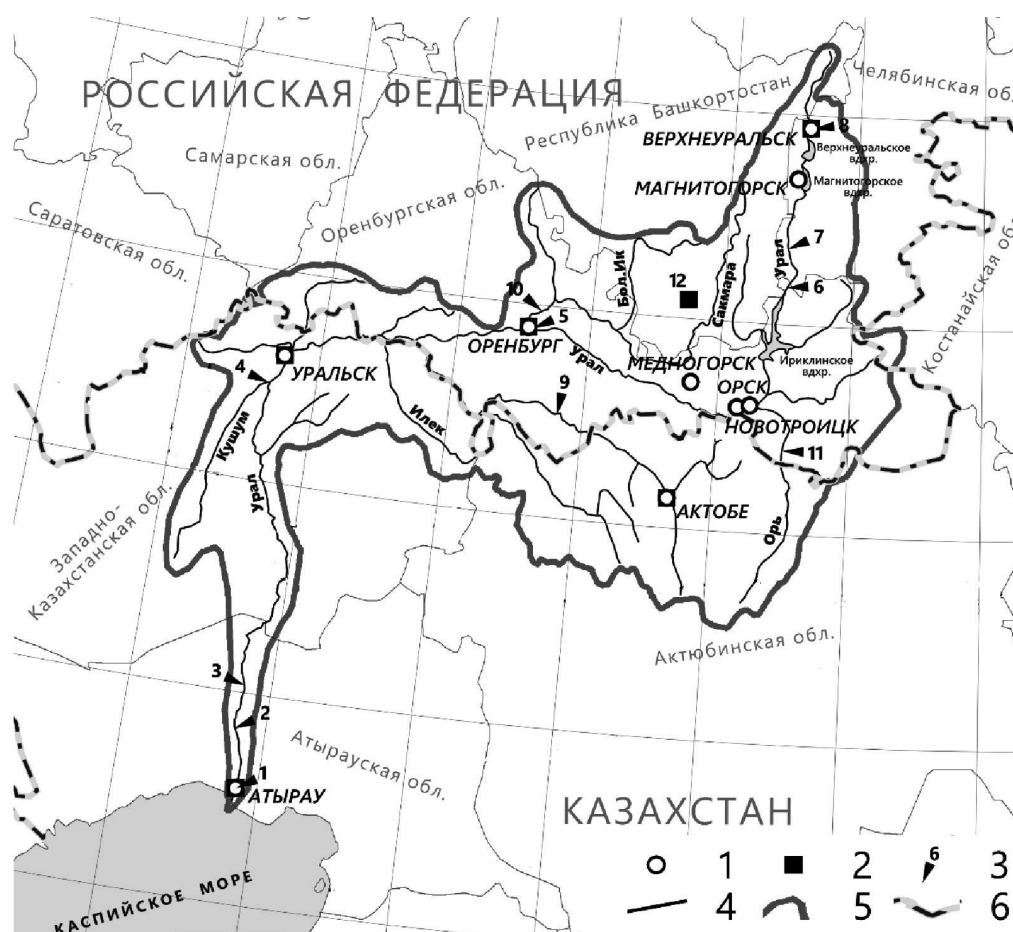 РОССИЙСКАЯ ФЕДЕРАЦИЯ
Челябинская обл.
Республика Башкортостан
Самарская обл.
Оренбургская обл.
Саратовская обл.
ВЕРХНЕУРАЛЬСК
8
Верхнеуральское
вдхр.
МАГНИТОГОРСК
Магнитогорское
вдхр.
7
Урал
6
Сакмара
Бол.Ик
12
10
5
ОРЕНБУРГ
Урал
МЕДНОГОРСК
Ириклинское
вдхр.
Костанайская обл.
ОРСК
НОВОТРОИЦК
4
УРАЛЬСК
9
Кушум
Илек
11
Урал
АКТОБЕ
Орь
Западно-
Казахстанская обл.
Актюбинская обл.
3
2
Атырауская обл.
1
АТЫРАУ
КАЗАХСТАН
КАСПИЙСКОЕ МОРЕ
1
2
6
3
4
5
6